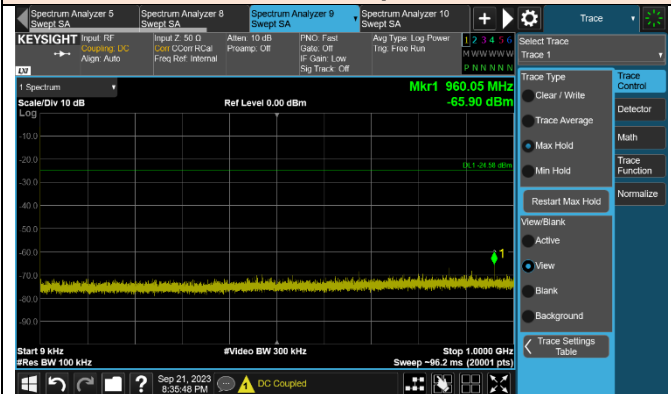 Spectrum Analyzer 5
Swept SA
Spectrum Analyzer 8
Swept SA
Spectrum Analyzer 9
Swept SA
Spectrum Analyzer 10
Swept SA
+
Trace
KEYSIGHT
LXI
Input: RF
Coupling: DC
Align: Auto
Input Z: 50 Ω
Corr CCorr RCal
Freq Ref: Internal
Atten: 10 dB
Preamp: Off
PNO: Fast
Gate: Off
IF Gain: Low
Sig Track: Off
Avg Type: Log-Power
Trig: Free Run
1 2 3 4 5 6
M W W W W W
P N N N N N
Select Trace
Trace 1
1 Spectrum
Scale/Div 10 dB
Log
Ref Level 0.00 dBm
Mkr1 960.05 MHz
-65.90 dBm
-10.0
-20.0
-30.0
-40.0
-50.0
-60.0
-70.0
-80.0
-90.0
DL1 -24.58 dBm
1
Start 9 kHz
#Res BW 100 kHz
#Video BW 300 kHz
Stop 1.0000 GHz
Sweep ~96.2 ms (20001 pts)
Trace Type
Clear / Write
Trace Average
Max Hold
Min Hold
Restart Max Hold
View/Blank
Active
View
Blank
Background
Trace Settings
Table
Trace
Control
Detector
Math
Trace
Function
Normalize
?
Sep 21, 2023
8:35:48 PM
DC Coupled